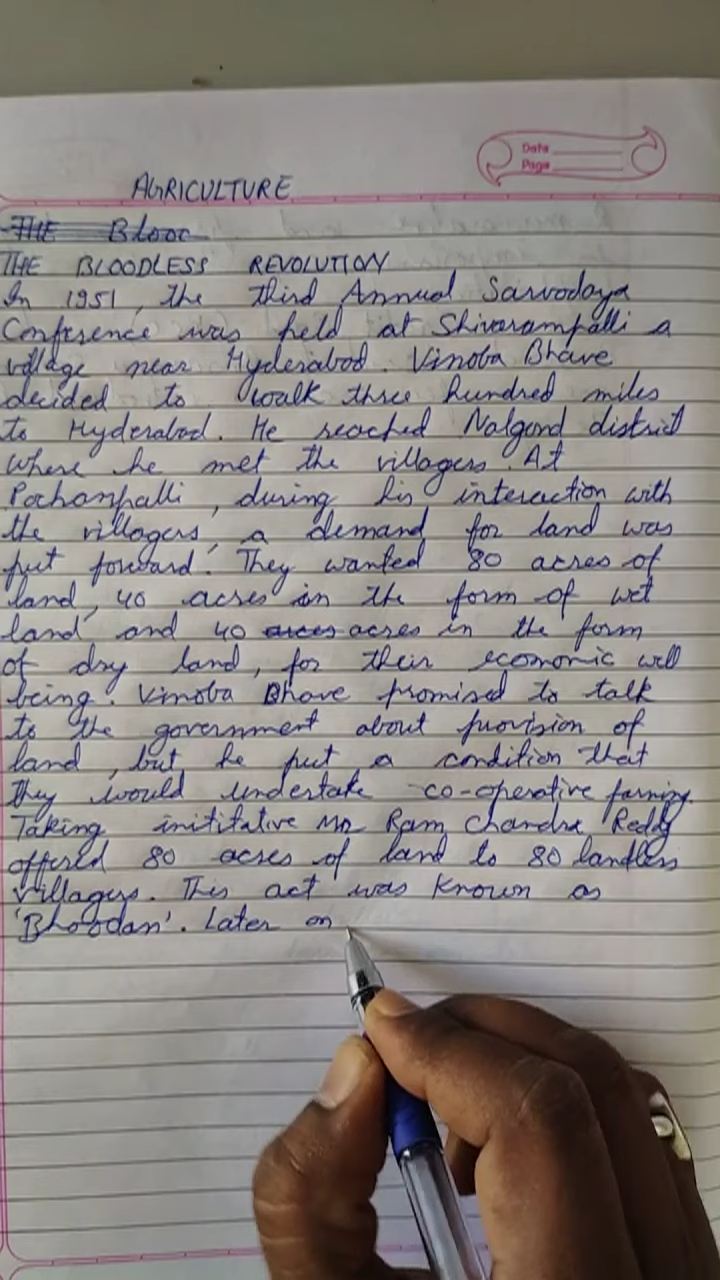 Date
Page
AGRICULTURE
THE Blooc
THE BLOODLESS REVOLUTION
In 1951, the third Annual Sarvodaya
Conference was held at Shivarampalli a
village near Hyderabad. Vinoba Bhave
decided to walk three hundred miles
to Hyderabad. He reached Nalgond district
where he met the villagers. At
Pochampalli, during his interaction with
the villagers, a demand for land was
put forward. They wanted 80 acres of
land, 40 acres in the form of wet
land and 40 acres acres in the form
of dry land, for their economic well
being. Vinoba Bhave promised to talk
to the government about provision of
land, but he put a condition that
they would undertake co-operative farming.
Taking inititative Mr Ram Chandra Reddy
offered 80 acres of land to 80 landless
villagers. This act was known as
'Bhoodan'. Later on